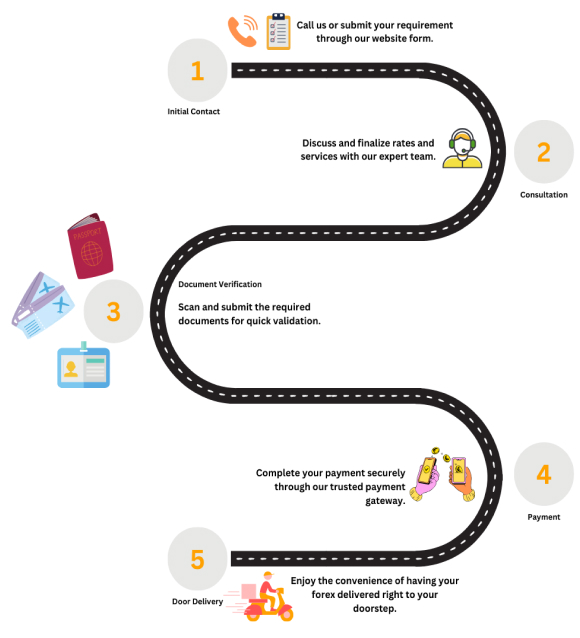 Call us or submit your requirement
through our website form.
1
Initial Contact
Discuss and finalize rates and
services with our expert team.
2
Consultation
PASSPORT
Document Verification
3
Scan and submit the required
documents for quick validation.
Complete your payment securely
through our trusted payment
gateway.
4
Payment
5
Door Delivery
Enjoy the convenience of having your
forex delivered right to your
doorstep.